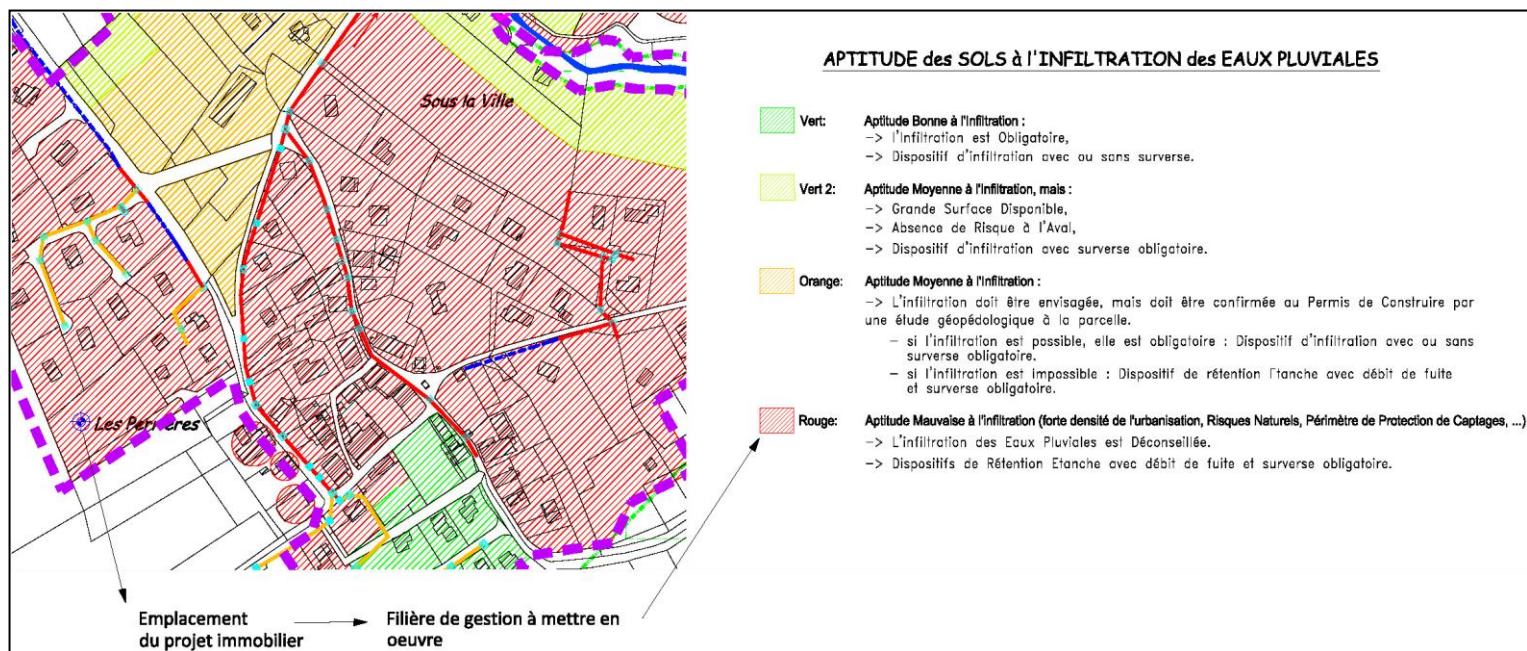 Sous la Ville
Les Perrières
Emplacement
du projet immobilier
Filière de gestion à mettre en
oeuvre
APTITUDE des SOLS à l'INFILTRATION des EAUX PLUVIALES
Vert: Aptitude Bonne à l'Infiltration :
-> l'Infiltration est Obligatoire,
-> Dispositif d'infiltration avec ou sans surverse.
Vert 2: Aptitude Moyenne à l'Infiltration, mais :
-> Grande Surface Disponible,
-> Absence de Risque à l'Aval,
-> Dispositif d'infiltration avec surverse obligatoire.
Orange: Aptitude Moyenne à l'Infiltration :
-> L'infiltration doit être envisagée, mais doit être confirmée au Permis de Construire par
une étude géopédologique à la parcelle.
- si l'infiltration est possible, elle est obligatoire : Dispositif d'infiltration avec ou sans
surverse obligatoire.
- si l'infiltration est impossible : Dispositif de rétention Etanche avec débit de fuite
et surverse obligatoire.
Rouge: Aptitude Mauvaise à l'infiltration (forte densité de l'urbanisation, Risques Naturels, Périmètre de Protection de Captages, ...)
-> L'infiltration des Eaux Pluviales est Déconseillée.
-> Dispositifs de Rétention Etanche avec débit de fuite et surverse obligatoire.